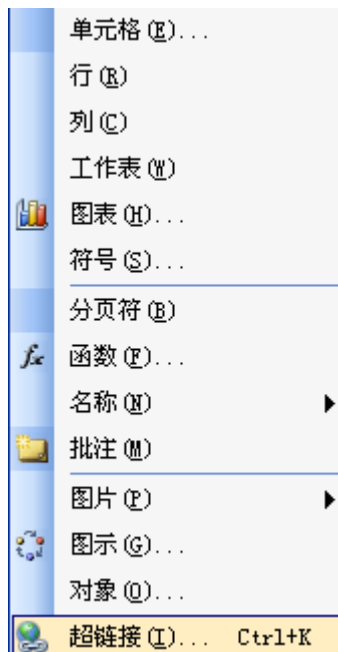 单元格(E)...
行(R)
列(C)
工作表(W)
图表(H)...
符号(S)...
分页符(B)
fx 函数(F)...
名称(N)
批注(M)
图片(P)
图示(G)...
对象(O)...
超链接(I)... Ctrl+K